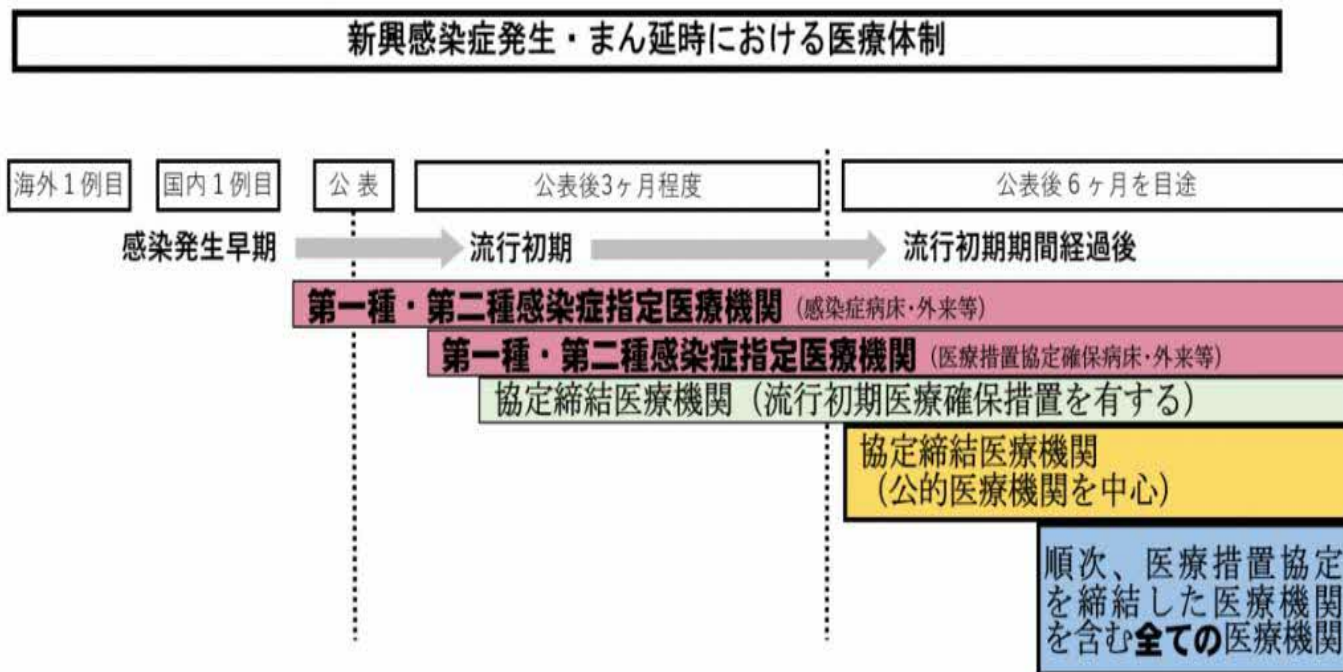 新興感染症発生・まん延時における医療体制
海外１例目
国内１例目
公 表
公表後3ヶ月程度
公表後６ヶ月を目途
感染発生早期
流行初期
流行初期期間経過後
第一種・第二種感染症指定医療機関（感染症病床・外来等）
第一種・第二種感染症指定医療機関（医療措置協定確保病床・外来等）
協定締結医療機関（流行初期医療確保措置を有する）
協定締結医療機関
（公的医療機関を中心）
順次、医療措置協定
を締結した医療機関
を含む全ての医療機関